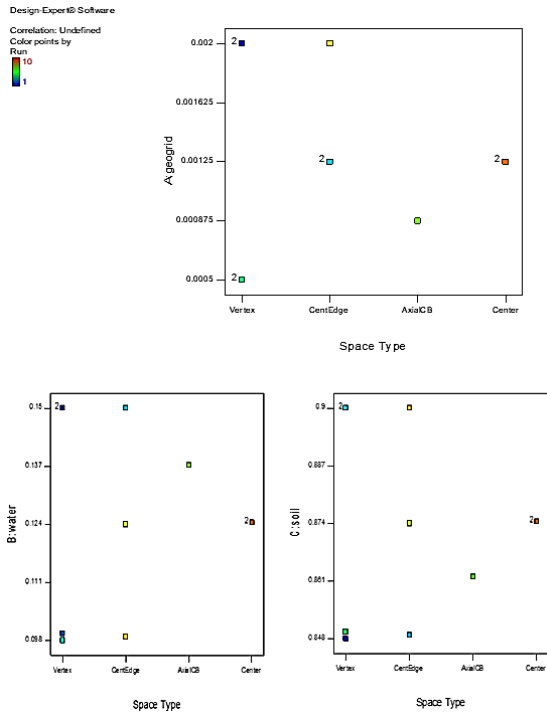 Design-Expert® Software
Correlation: Undefined
Color points by
Run
10
1
A:geogrid
0.002
0.001625
0.00125
0.000875
0.0005
2
2
2
2
Vertex CentEdge AxialCB Center
Space Type
B:water
0.15
0.137
0.124
0.111
0.098
2
2
Vertex CentEdge AxialCB Center
Space Type
C:soil
0.9
0.887
0.874
0.861
0.848
2
2
Vertex CentEdge AxialCB Center
Space Type